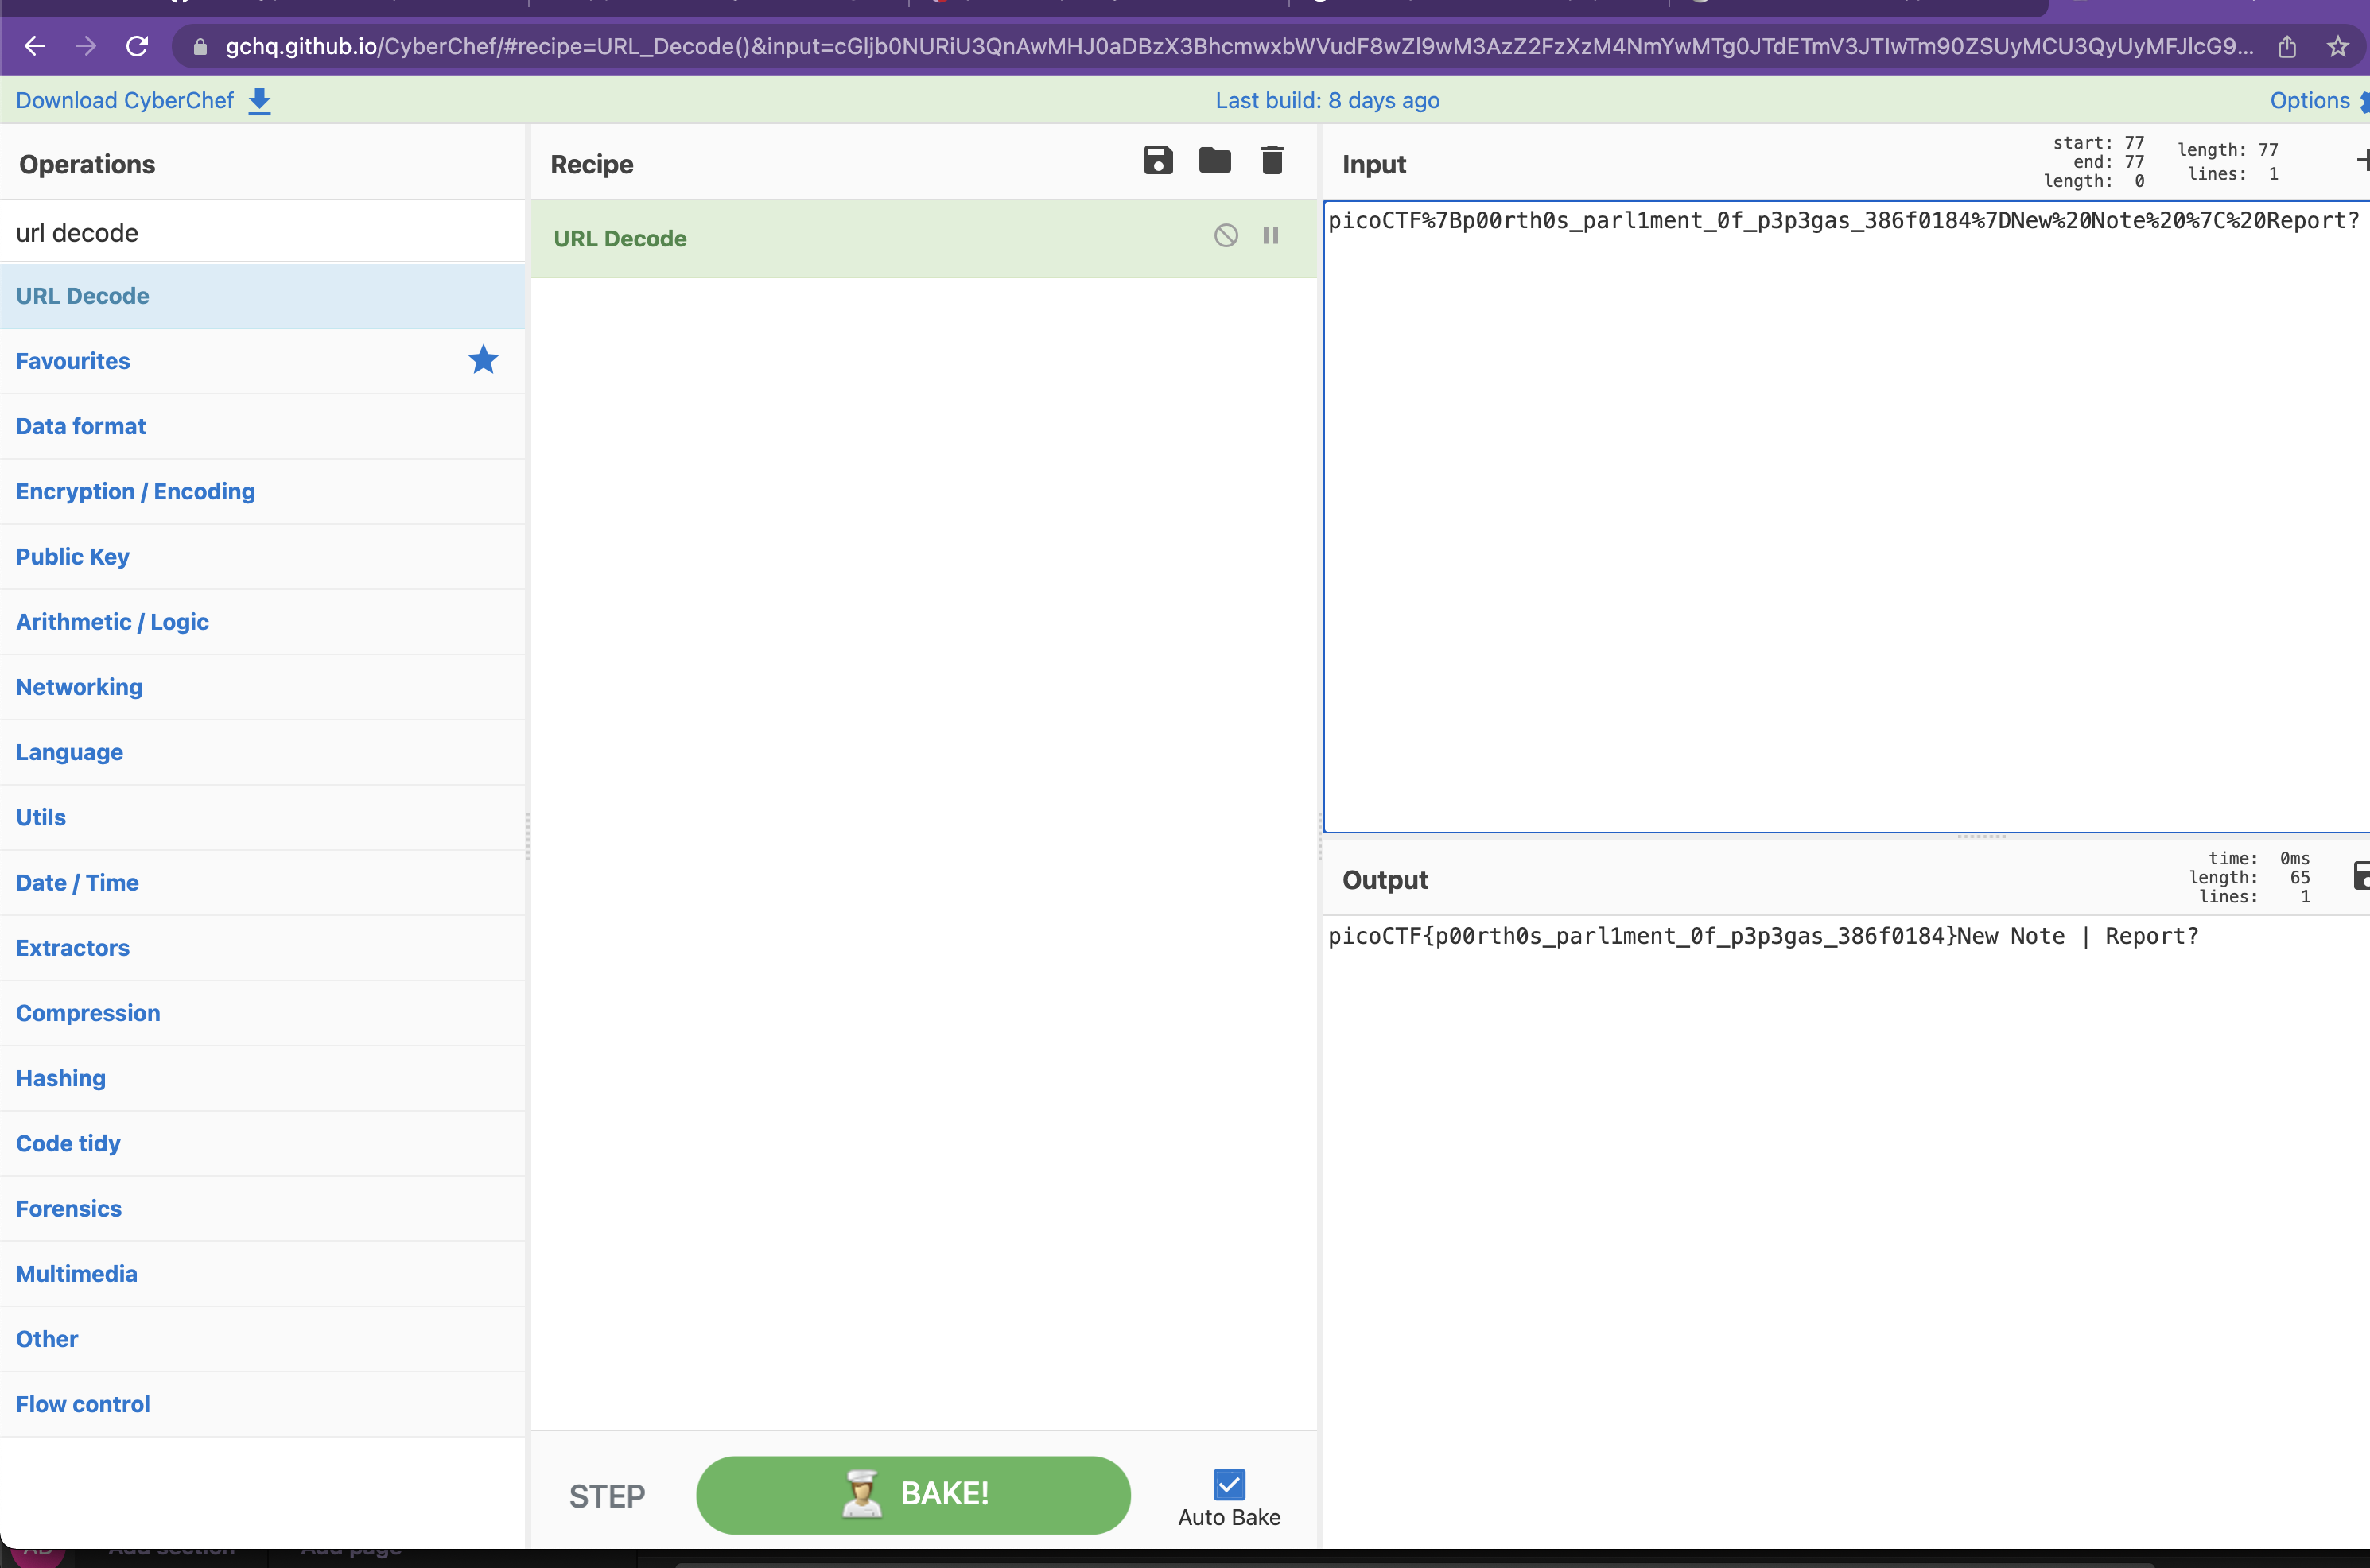 gchq.github.io/CyberChef/#recipe=URL_Decode()&input=cGljb0NURiU3QnAwMHJ0aDBzX3BhcmwxbWVudF8wZl9wM3AzZ2FzXzM4NmYwMTg0JTdETmV3JTIwTm90ZSUyMCU3QyUyMFJlcG9...
Download CyberChef
Last build: 8 days ago
Options
Operations
Recipe
Input
start: 77
end: 77
length: 0
length: 77
lines: 1
url decode
URL Decode
Favourites
Data format
Encryption / Encoding
Public Key
Arithmetic / Logic
Networking
Language
Utils
Date / Time
Extractors
Compression
Hashing
Code tidy
Forensics
Multimedia
Other
Flow control
URL Decode
STEP
BAKE!
Auto Bake
picoCTF%7Bp00rth0s_parl1ment_0f_p3p3gas_386f0184%7DNew%20Note%20%7C%20Report?
Output
time: 0ms
length: 65
lines: 1
picoCTF{p00rth0s_parl1ment_0f_p3p3gas_386f0184}New Note | Report?
Add section
Add page